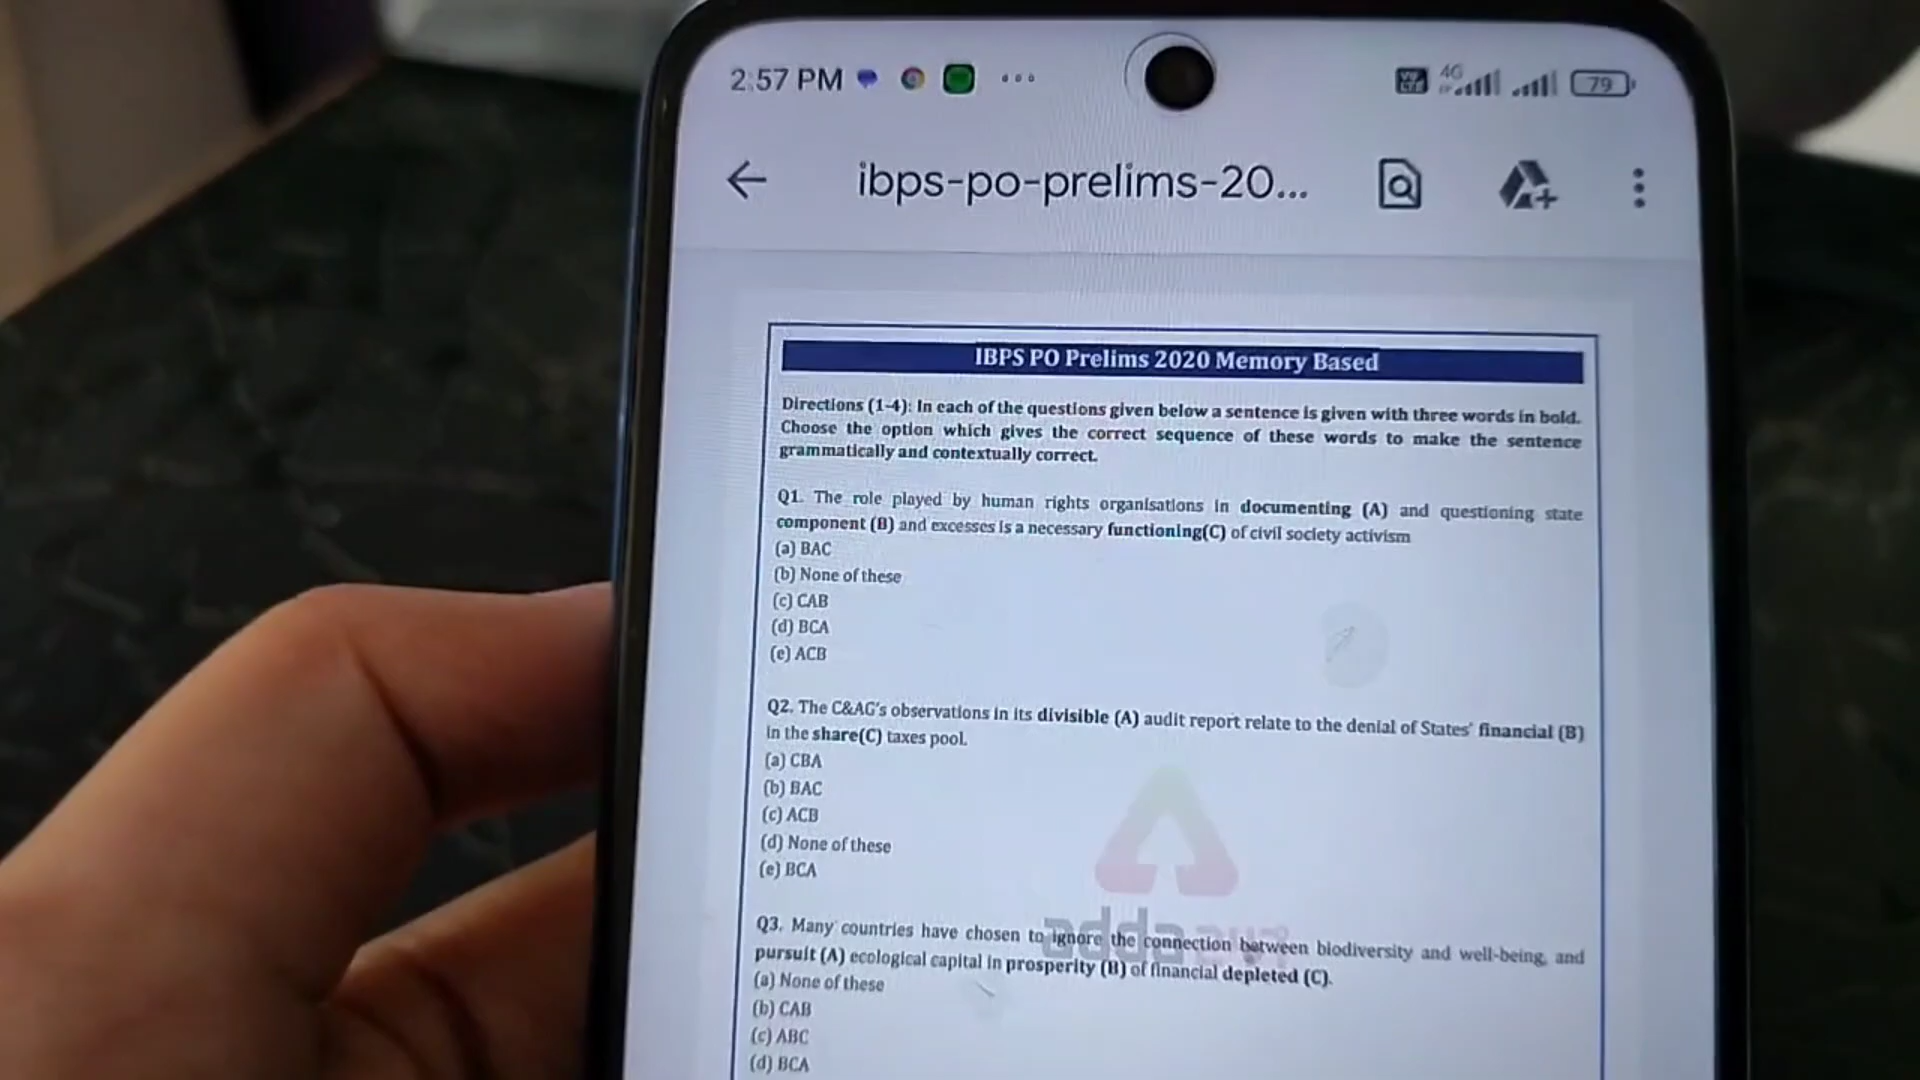 2:57 PM
4G
79
ibps-po-prelims-20...
IBPS PO Prelims 2020 Memory Based
Directions (1-4): In each of the questions given below a sentence is given with three words in bold.
Choose the option which gives the correct sequence of these words to make the sentence
grammatically and contextually correct.
Q1. The role played by human rights organisations in documenting (A) and questioning state
component (B) and excesses is a necessary functioning(C) of civil society activism
(a) BAC
(b) None of these
(c) CAB
(d) BCA
(e) ACB
Q2. The C&AG's observations in its divisible (A) audit report relate to the denial of States' financial (B)
in the share(C) taxes pool.
(a) CBA
(b) BAC
(c) ACB
(d) None of these
(e) BCA
Q3. Many countries have chosen to ignore the connection between biodiversity and well-being, and
pursuit (A) ecological capital in prosperity (B) of financial depleted (C).
(a) None of these
(b) CAB
(c) ABC
(d) BCA
adda